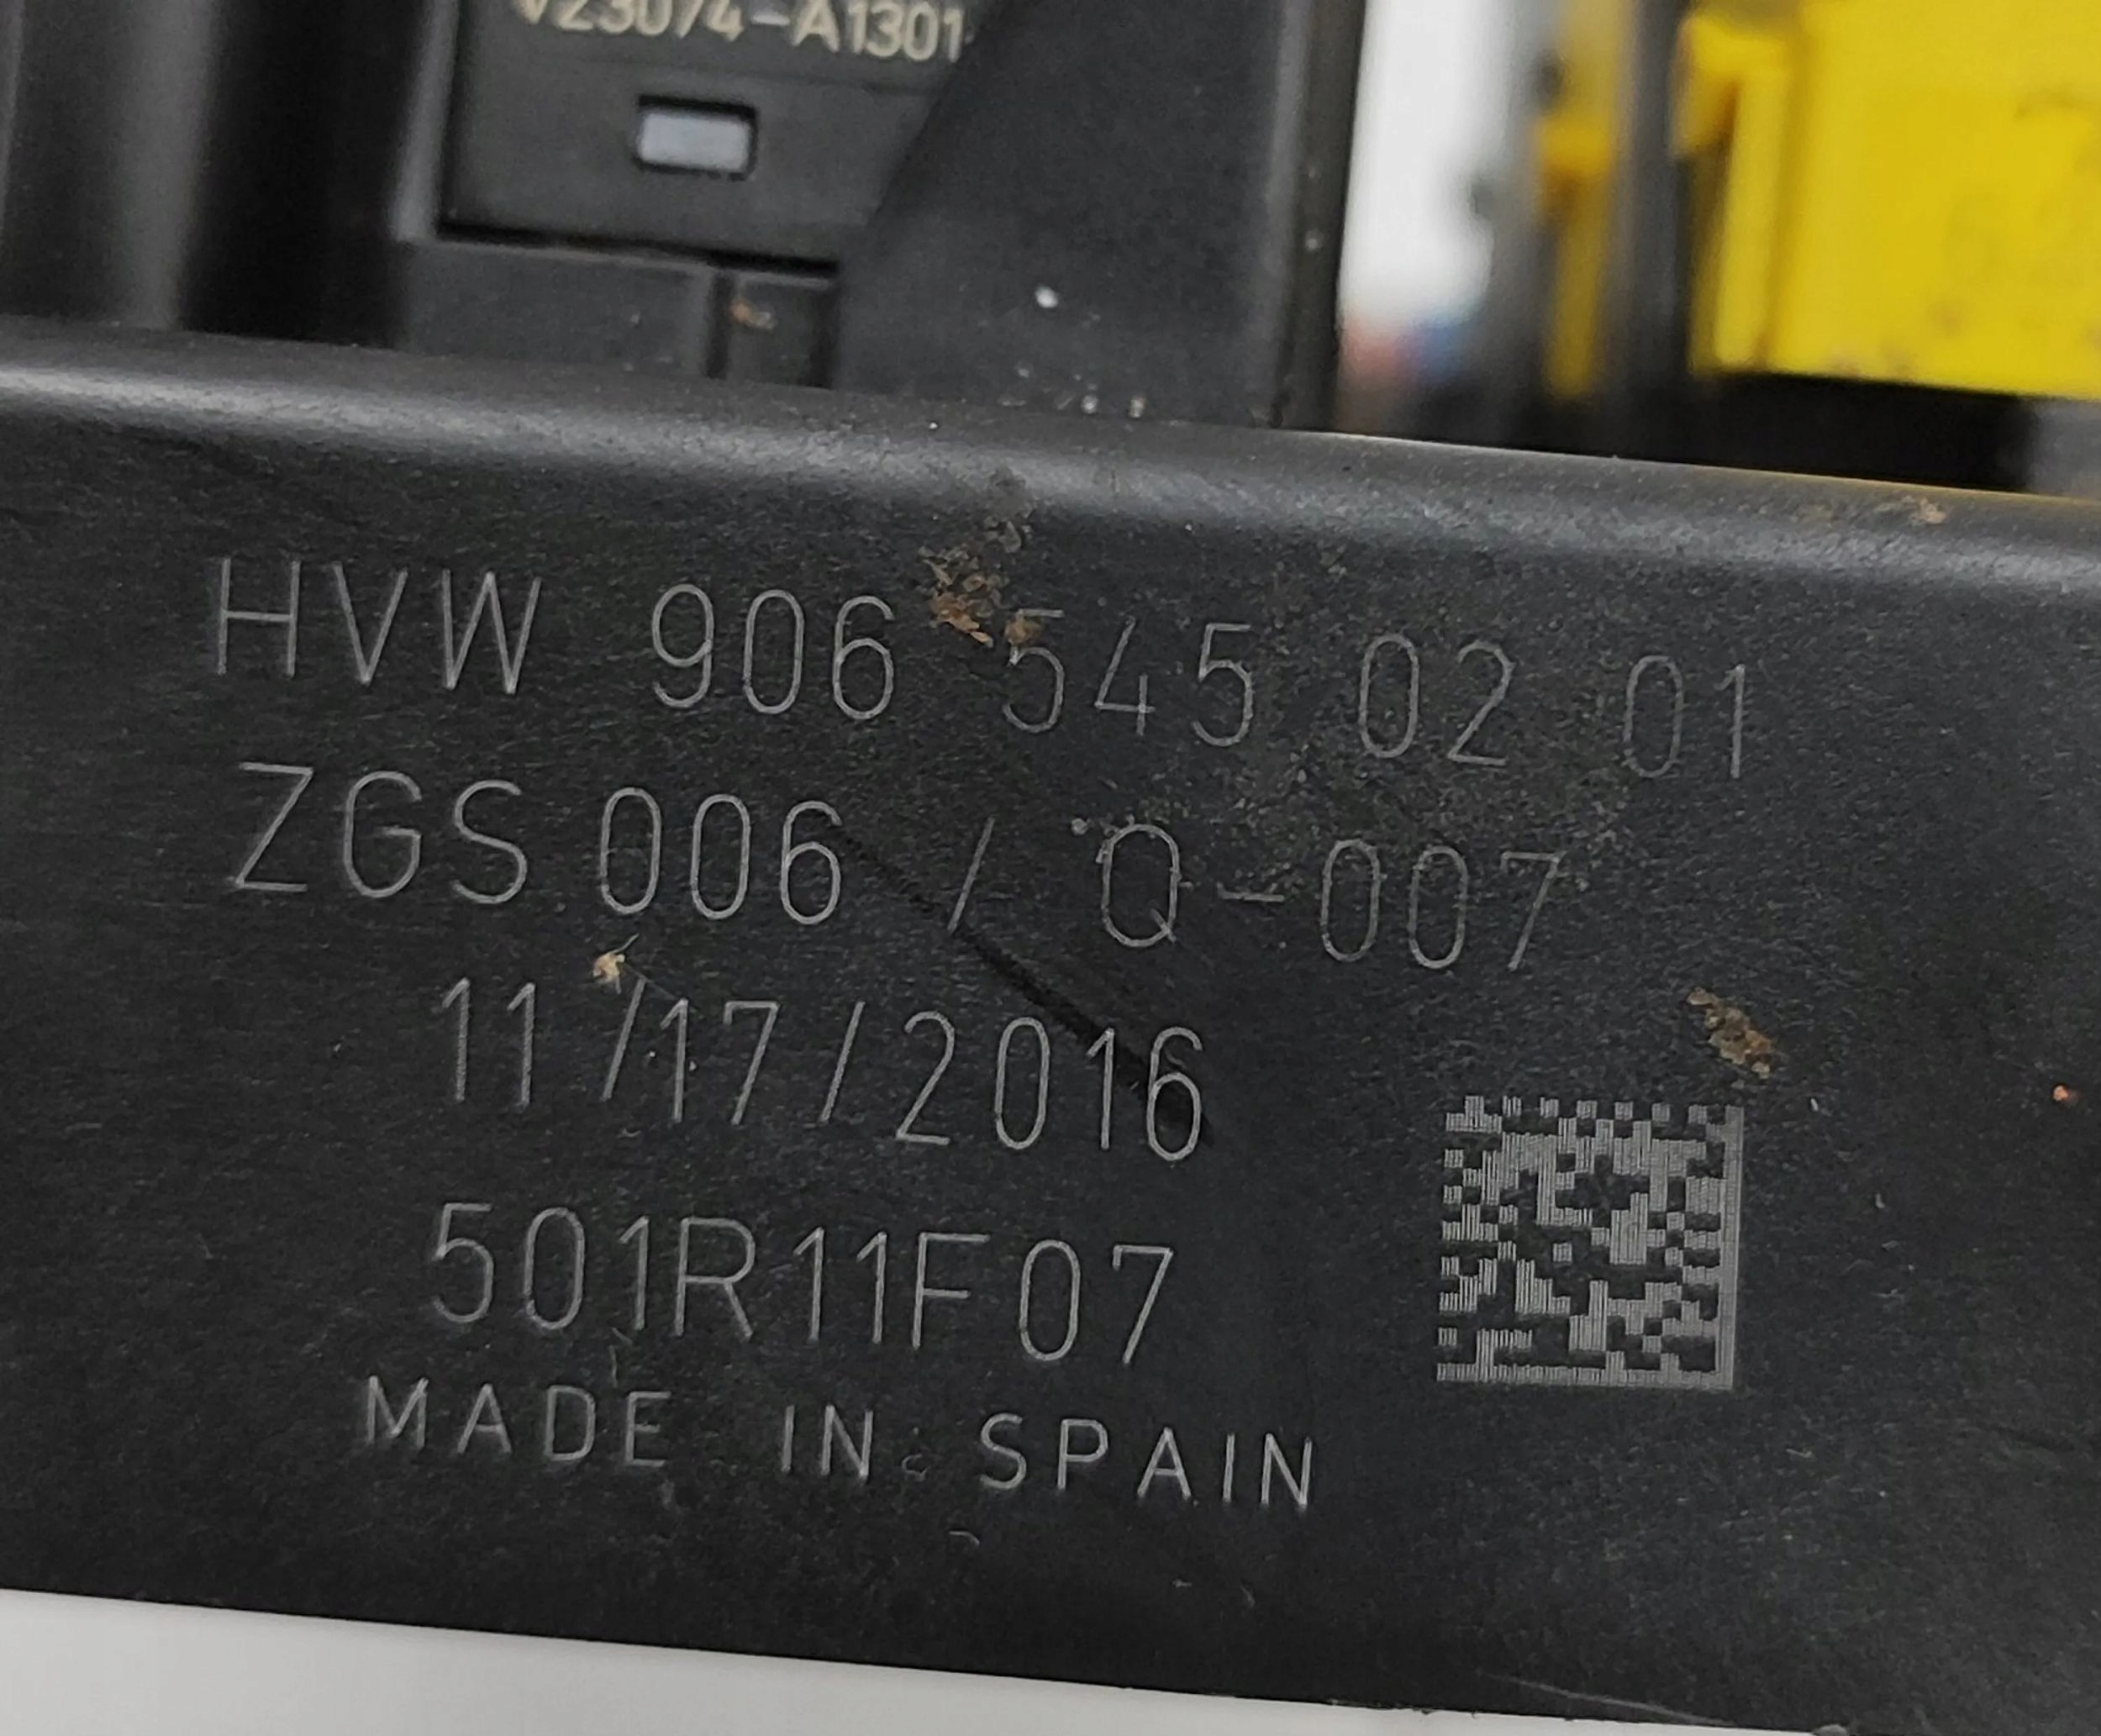 V23074-A1301-
HVW 906 545 02 01
ZGS 006 / Q-007
11/17/2016
501R11F07
MADE IN SPAIN